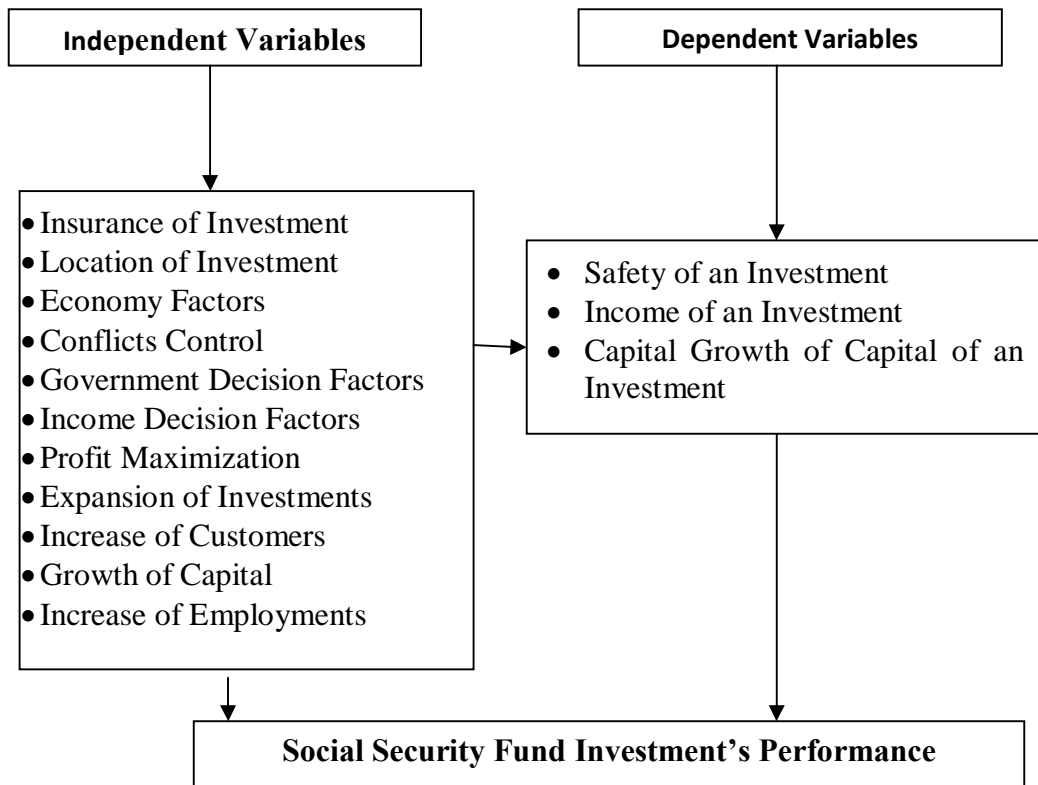 Independent Variables
Dependent Variables
• Insurance of Investment
• Location of Investment
• Economy Factors
• Conflicts Control
• Government Decision Factors
• Income Decision Factors
• Profit Maximization
• Expansion of Investments
• Increase of Customers
• Growth of Capital
• Increase of Employments
• Safety of an Investment
• Income of an Investment
• Capital Growth of Capital of an
Investment
Social Security Fund Investment’s Performance